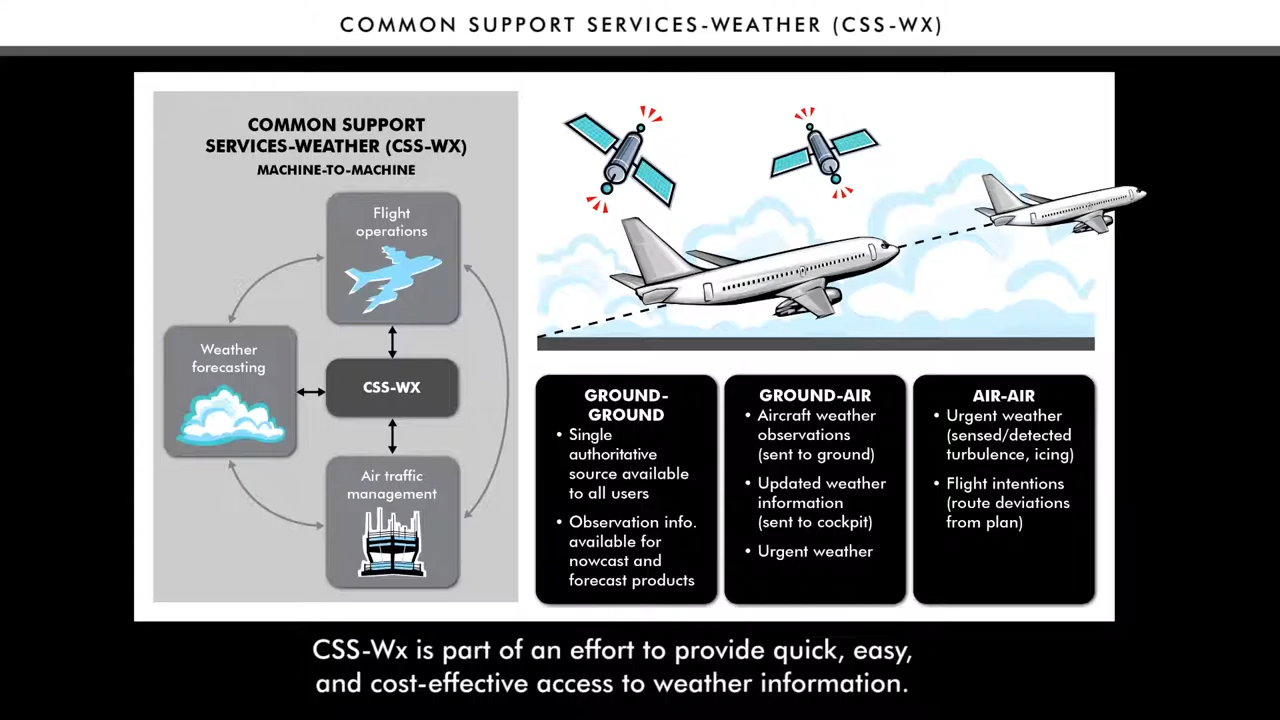 COMMON SUPPORT SERVICES-WEATHER (CSS-WX)
COMMON SUPPORT
SERVICES-WEATHER (CSS-WX)
MACHINE-TO-MACHINE
Flight
operations
Weather
forecasting
CSS-WX
Air traffic
management
GROUND-
GROUND
• Single
authoritative
source available
to all users
• Observation info.
available for
nowcast and
forecast products
GROUND-AIR
• Aircraft weather
observations
(sent to ground)
• Updated weather
information
(sent to cockpit)
• Urgent weather
AIR-AIR
• Urgent weather
(sensed/detected
turbulence, icing)
• Flight intentions
(route deviations
from plan)
CSS-Wx is part of an effort to provide quick, easy,
and cost-effective access to weather information.